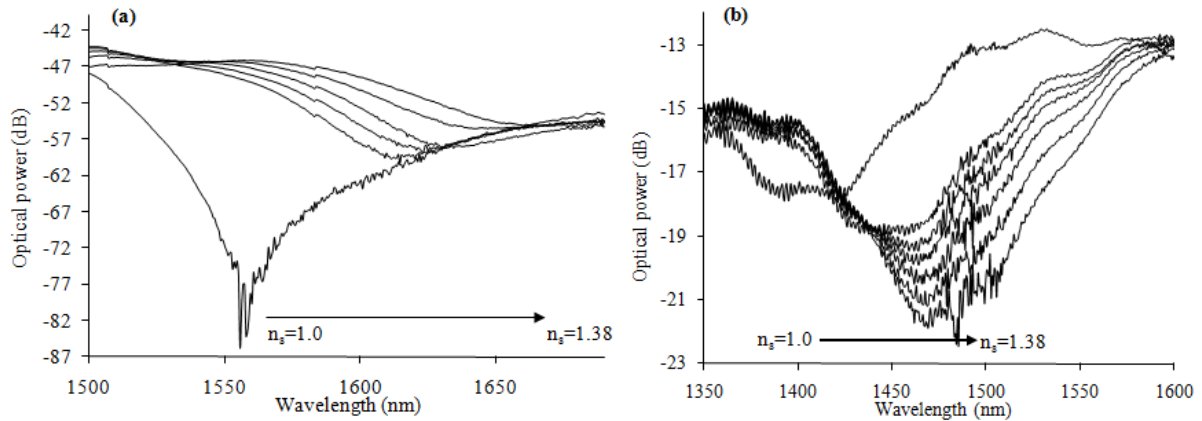 (a)
Optical power (dB)
-42
-47
-52
-57
-62
-67
-72
-77
-82
-87
nₛ=1.0
nₛ=1.38
1500
1550
1600
1650
Wavelength (nm)
(b)
Optical power (dB)
-13
-15
-17
-19
-21
-23
nₛ=1.0
nₛ=1.38
1350
1400
1450
1500
1550
1600
Wavelength (nm)